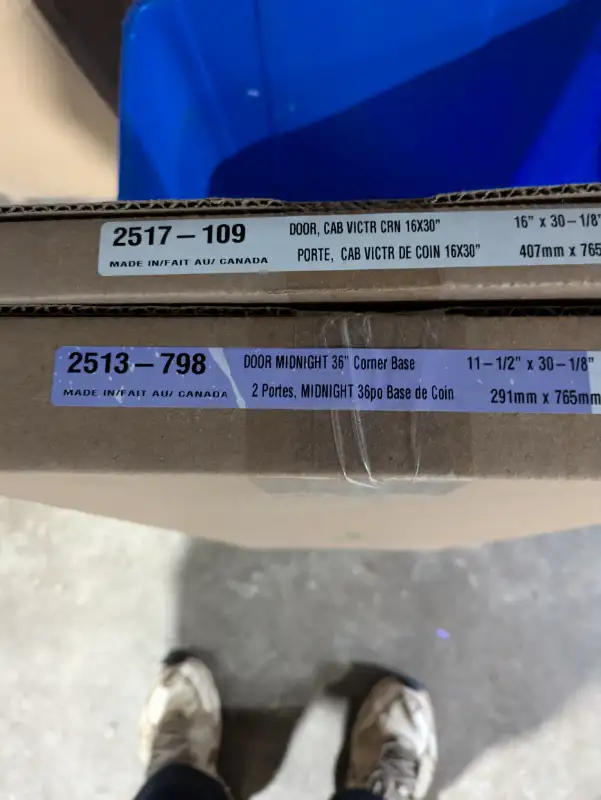 2517-109 DOOR, CAB VICTR CRN 16X30" 16" x 30-1/8"
MADE IN/FAIT AU/ CANADA PORTE, CAB VICTR DE COIN 16X30" 407mm x 765
2513-798 DOOR MIDNIGHT 36" Corner Base 11-1/2" x 30-1/8"
MADE IN/FAIT AU/ CANADA 2 Portes, MIDNIGHT 36po Base de Coin 291mm x 765mm